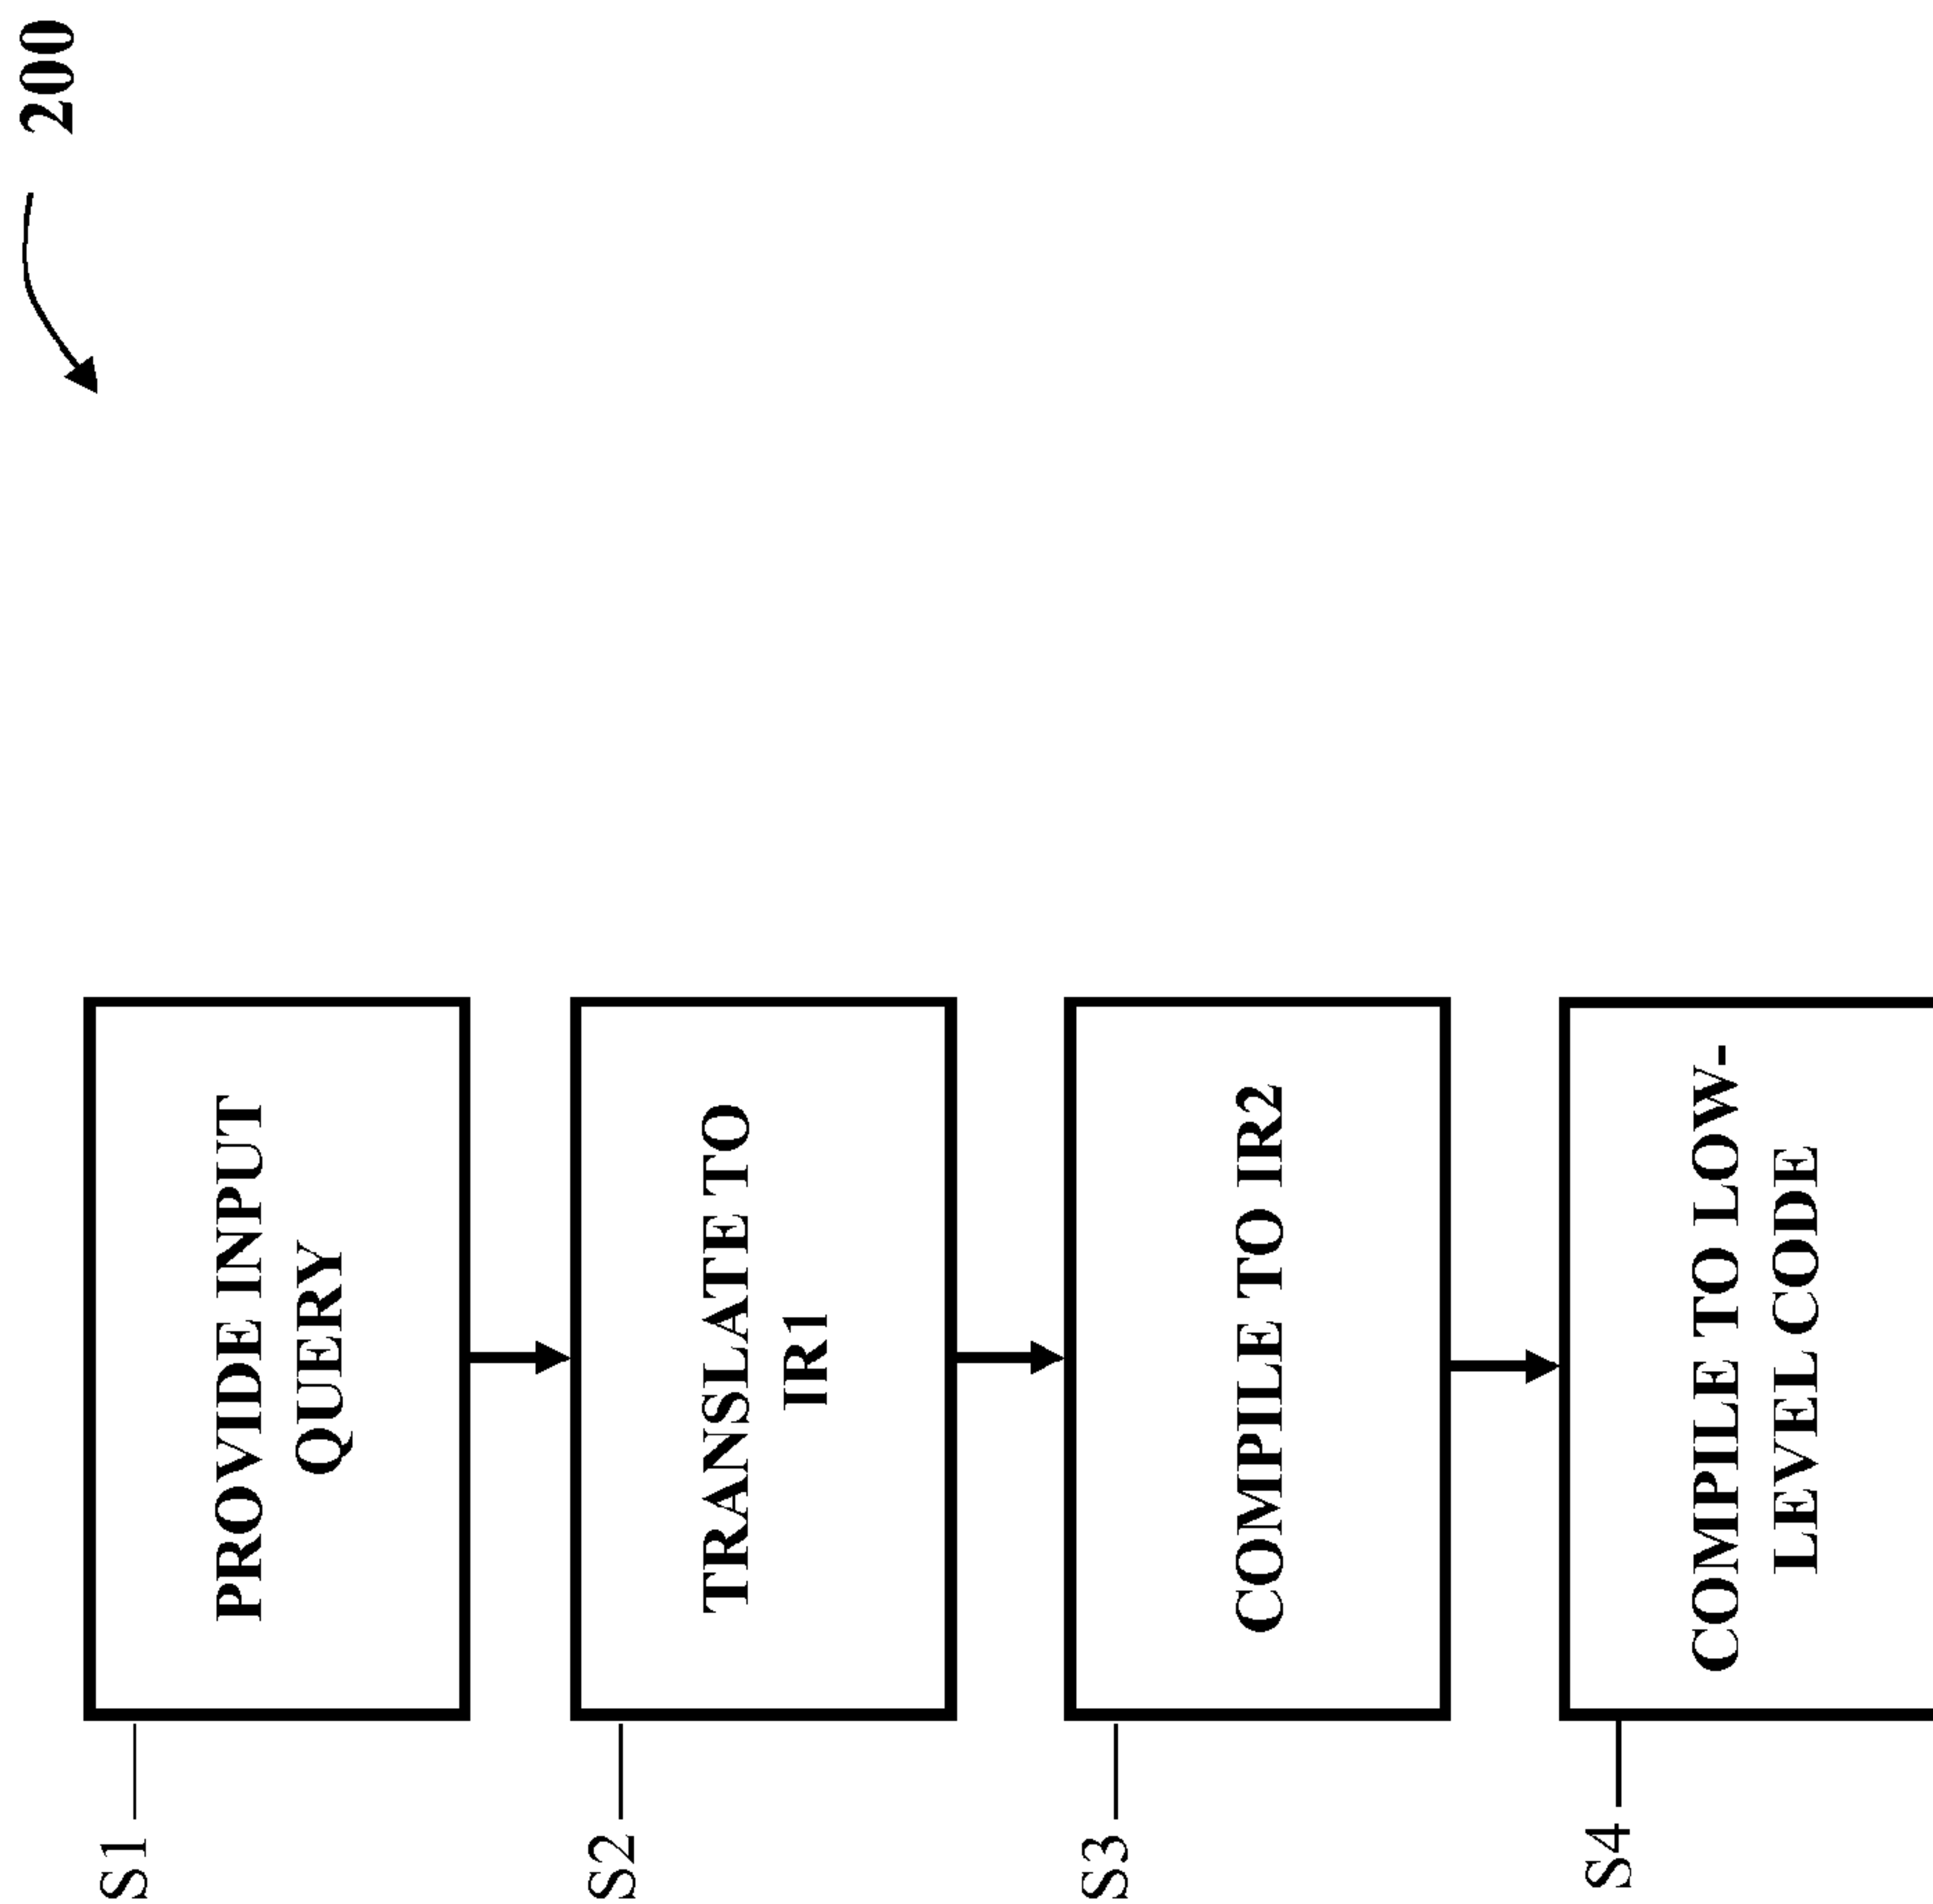 200
S1
PROVIDE INPUT
QUERY
S2
TRANSLATE TO
IR1
S3
COMPILE TO IR2
S4
COMPILE TO LOW-
LEVEL CODE